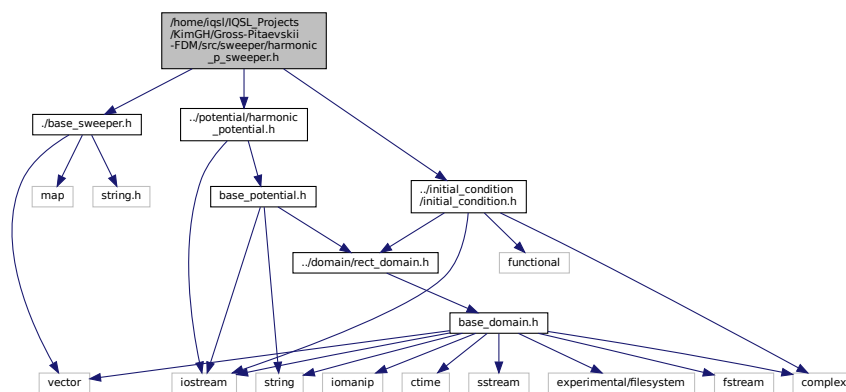 /home/iqsl/IQSL_Projects
/KimGH/Gross-Pitaevskii
-FDM/src/sweeper/harmonic
_p_sweeper.h
./base_sweeper.h
../potential/harmonic
_potential.h
map
string.h
base_potential.h
../initial_condition
/initial_condition.h
../domain/rect_domain.h
functional
base_domain.h
vector
iostream
string
iomanip
ctime
sstream
experimental/filesystem
fstream
complex